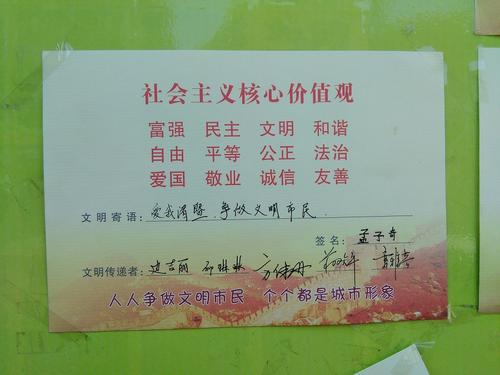 社会主义核心价值观
富强 民主 文明 和谐
自由 平等 公正 法治
爱国 敬业 诚信 友善
文明寄语：爱我 争做文明市民.
签名：孟子奇
文明传递者：
人人争做文明市民 个个都是城市形象